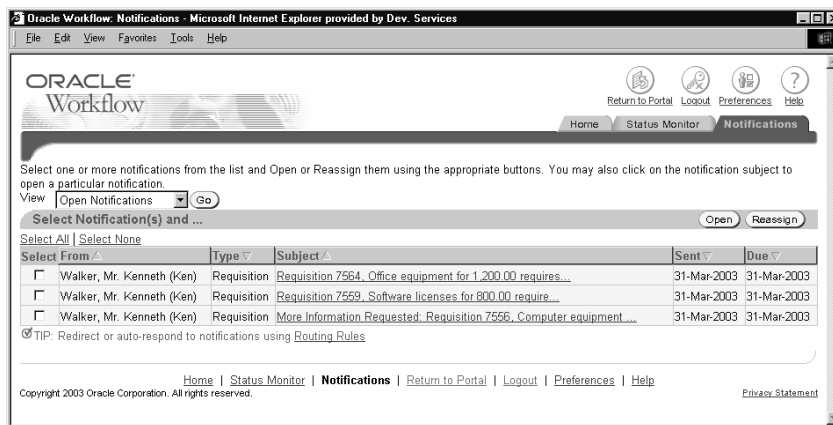 Oracle Workflow: Notifications - Microsoft Internet Explorer provided by Dev. Services
File Edit View Favorites Tools Help
ORACLE
Workflow
Return to Portal Logout Preferences Help
Home Status Monitor Notifications
Select one or more notifications from the list and Open or Reassign them using the appropriate buttons. You may also click on the notification subject to
open a particular notification.
View Open Notifications Go
Select Notification(s) and ...
Open Reassign
Select All | Select None
Select From Type Subject Sent Due
Walker, Mr. Kenneth (Ken) Requisition Requisition 7564, Office equipment for 1,200.00 requires... 31-Mar-2003 31-Mar-2003
Walker, Mr. Kenneth (Ken) Requisition Requisition 7559, Software licenses for 800.00 require... 31-Mar-2003 31-Mar-2003
Walker, Mr. Kenneth (Ken) Requisition More Information Requested: Requisition 7556, Computer equipment ... 31-Mar-2003 31-Mar-2003
TIP: Redirect or auto-respond to notifications using Routing Rules
Home | Status Monitor | Notifications | Return to Portal | Logout | Preferences | Help
Copyright 2003 Oracle Corporation. All rights reserved.
Privacy Statement